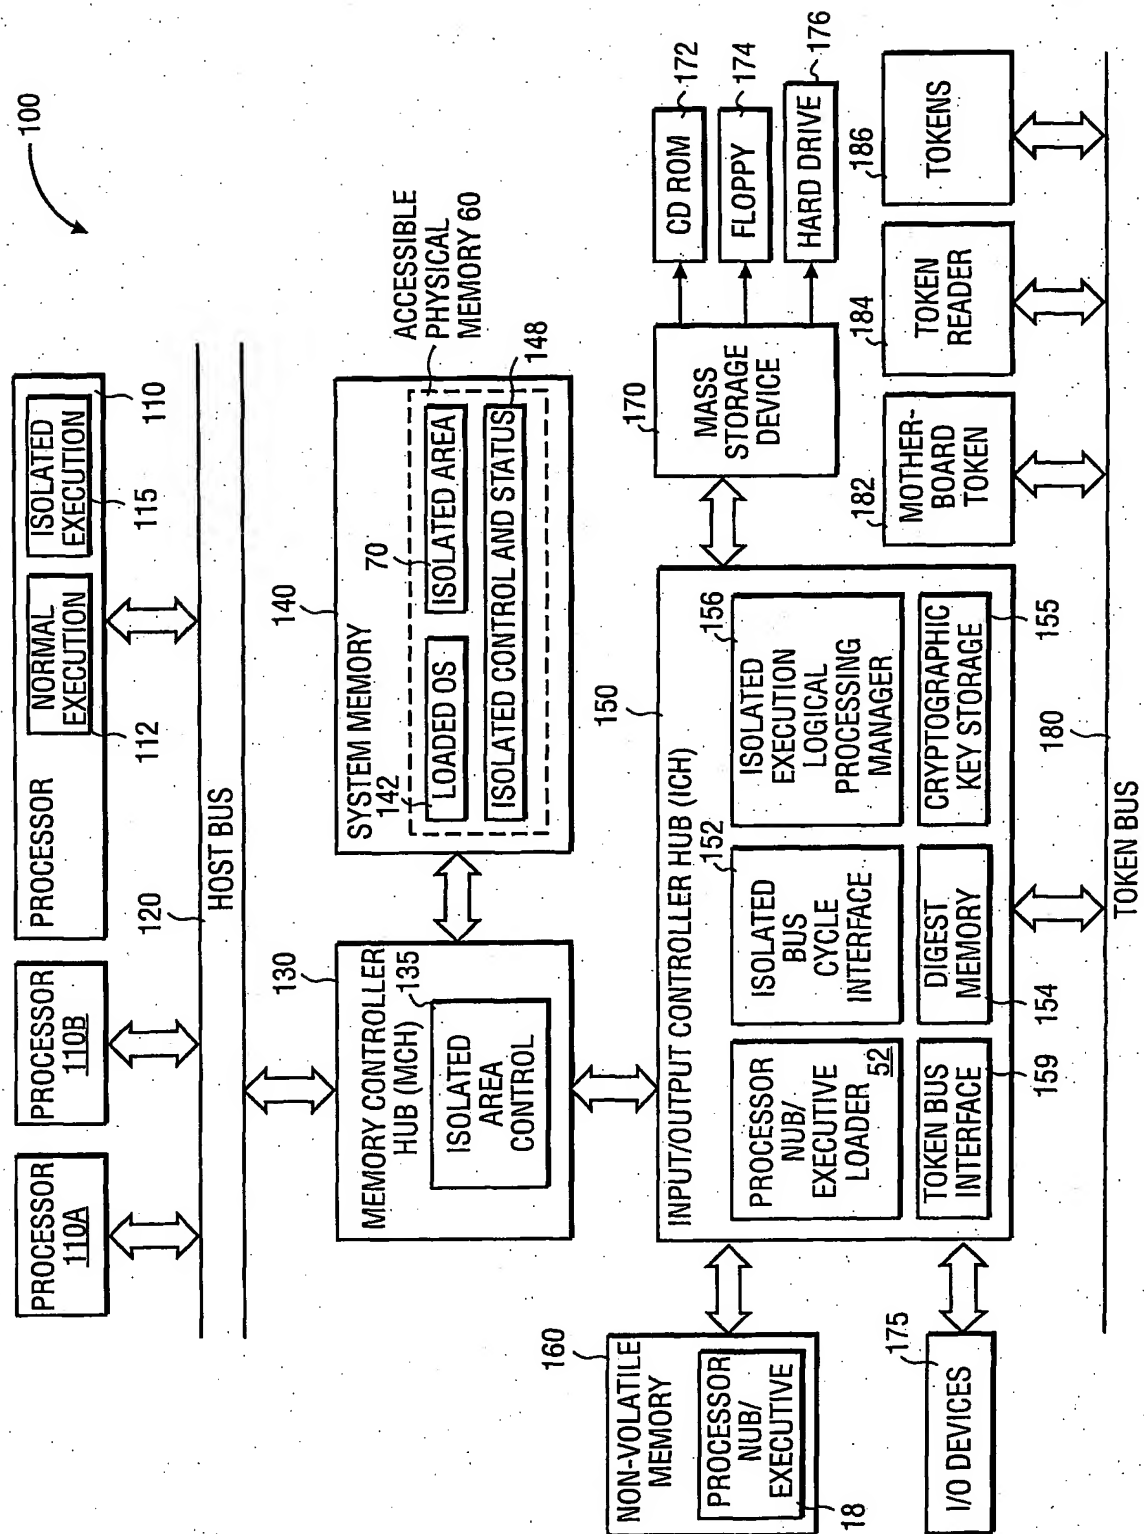 100
PROCESSOR
110A
PROCESSOR
110B
PROCESSOR
NORMAL
EXECUTION
112
ISOLATED
EXECUTION
115
110
120
HOST BUS
130
MEMORY CONTROLLER
HUB (MCH)
135
ISOLATED
AREA
CONTROL
140
SYSTEM MEMORY
142
LOADED OS
70
ISOLATED AREA
ISOLATED CONTROL AND STATUS
148
ACCESSIBLE
PHYSICAL
MEMORY 60
150
INPUT/OUTPUT CONTROLLER HUB (ICH)
PROCESSOR
NUB/
EXECUTIVE
LOADER
52
152
ISOLATED
BUS
CYCLE
INTERFACE
156
ISOLATED
EXECUTION
LOGICAL
PROCESSING
MANAGER
TOKEN BUS
INTERFACE
159
DIGEST
MEMORY
154
CRYPTOGRAPHIC
KEY STORAGE
155
160
NON-VOLATILE
MEMORY
PROCESSOR
NUB/
EXECUTIVE
18
170
MASS
STORAGE
DEVICE
CD ROM
172
FLOPPY
174
HARD DRIVE
176
175
I/O DEVICES
182
MOTHER-
BOARD
TOKEN
184
TOKEN
READER
186
TOKENS
180
TOKEN BUS